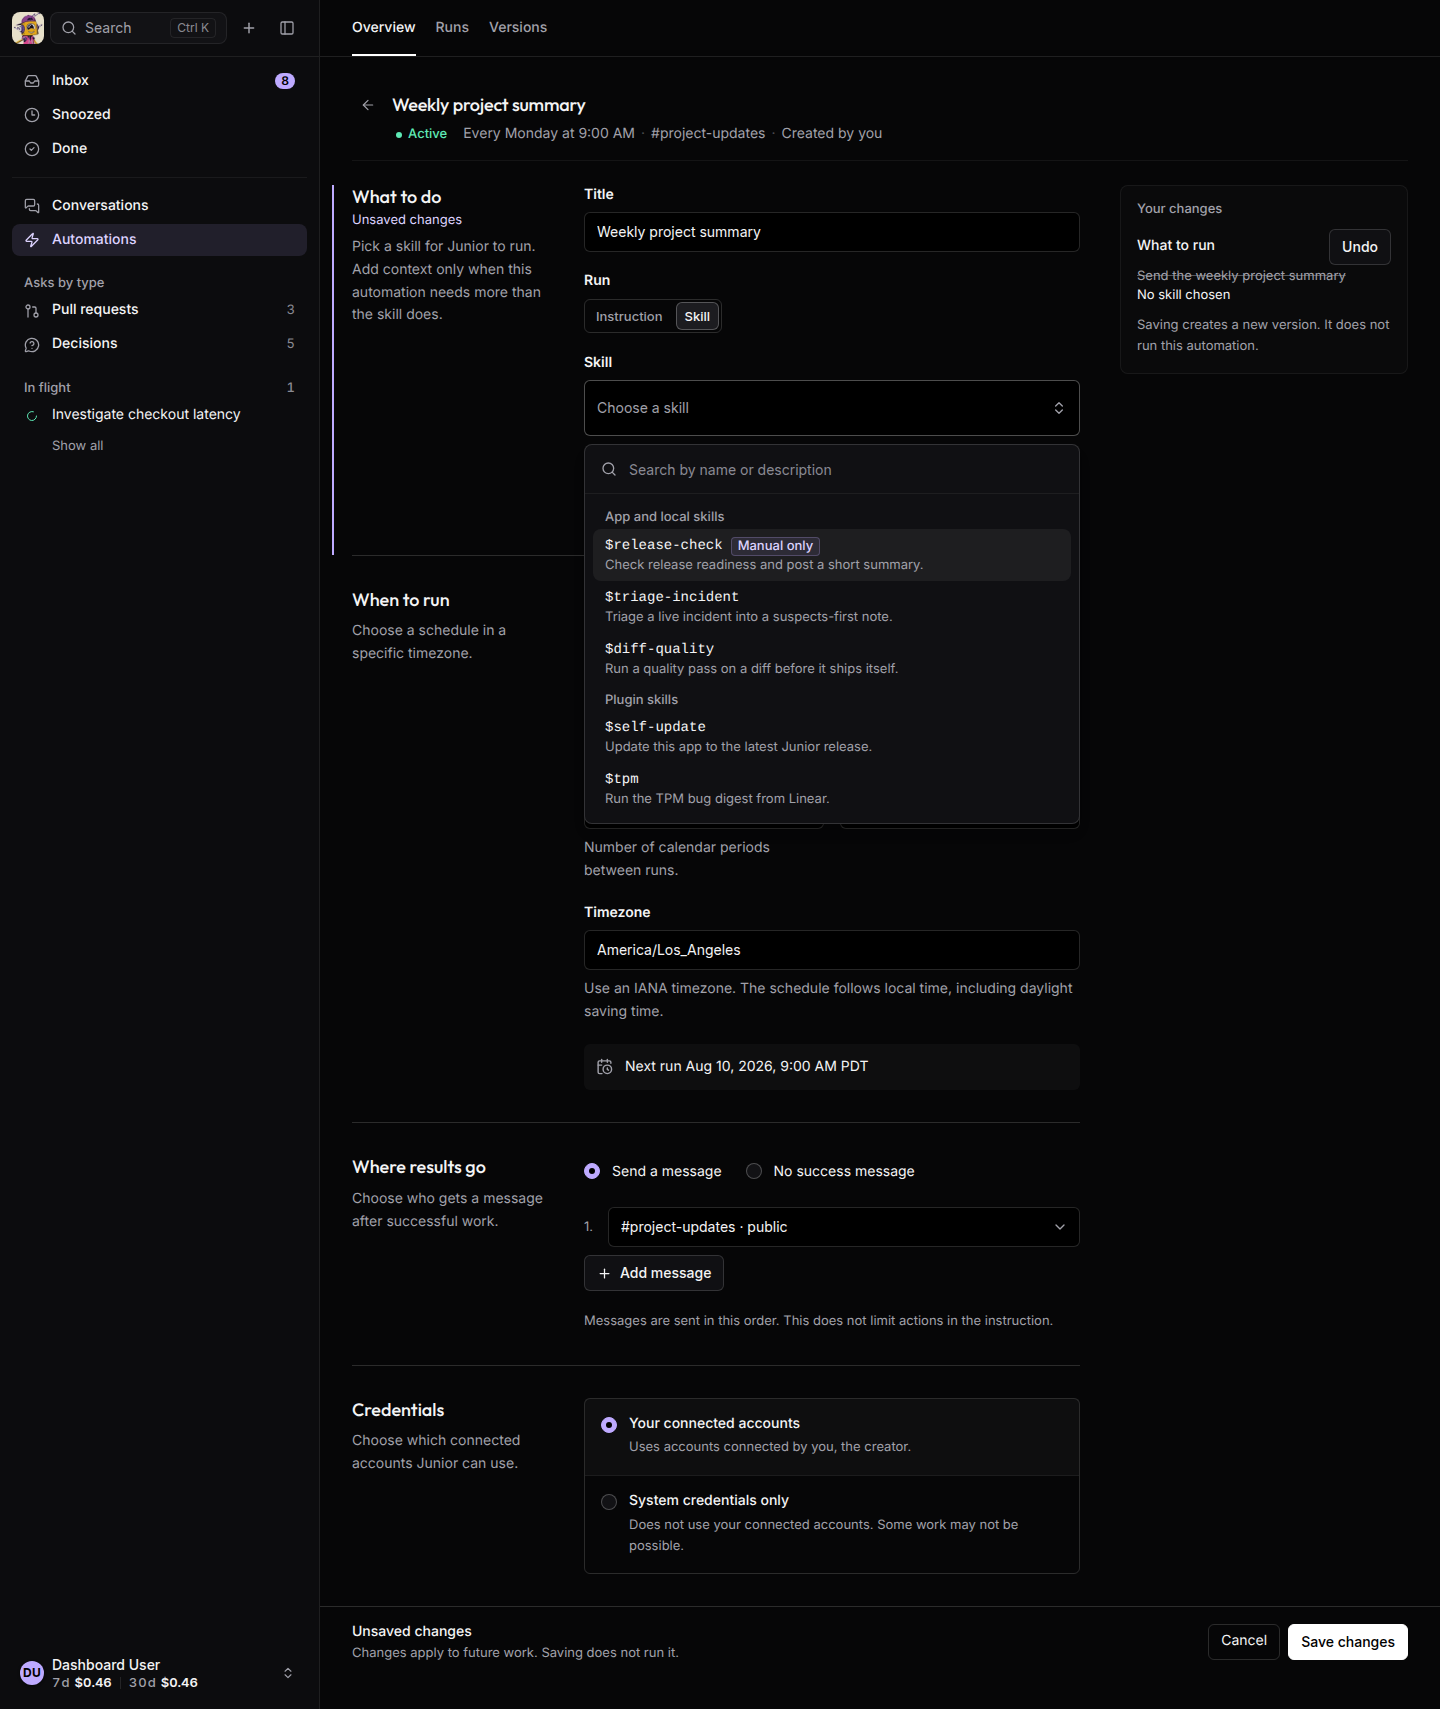 Search
Ctrl K
Inbox
8
Snoozed
Done
Conversations
Automations
Asks by type
Pull requests
3
Decisions
5
In flight
1
Investigate checkout latency
Show all
DU
Dashboard User
7d $0.46 30d $0.46
Overview
Runs
Versions
Weekly project summary
Active
Every Monday at 9:00 AM · #project-updates · Created by you
What to do
Unsaved changes
Pick a skill for Junior to run.
Add context only when this
automation needs more than
the skill does.
Title
Weekly project summary
Run
Instruction
Skill
Skill
Choose a skill
Search by name or description
App and local skills
$release-check
Manual only
Check release readiness and post a short summary.
$triage-incident
Triage a live incident into a suspects-first note.
$diff-quality
Run a quality pass on a diff before it ships itself.
Plugin skills
$self-update
Update this app to the latest Junior release.
$tpm
Run the TPM bug digest from Linear.
Your changes
What to run
Undo
Send the weekly project summary
No skill chosen
Saving creates a new version. It does not
run this automation.
When to run
Choose a schedule in a
specific timezone.
Number of calendar periods
between runs.
Timezone
America/Los_Angeles
Use an IANA timezone. The schedule follows local time, including daylight
saving time.
Next run Aug 10, 2026, 9:00 AM PDT
Where results go
Choose who gets a message
after successful work.
Send a message
No success message
1.
#project-updates · public
Add message
Messages are sent in this order. This does not limit actions in the instruction.
Credentials
Choose which connected
accounts Junior can use.
Your connected accounts
Uses accounts connected by you, the creator.
System credentials only
Does not use your connected accounts. Some work may not be
possible.
Unsaved changes
Changes apply to future work. Saving does not run it.
Cancel
Save changes